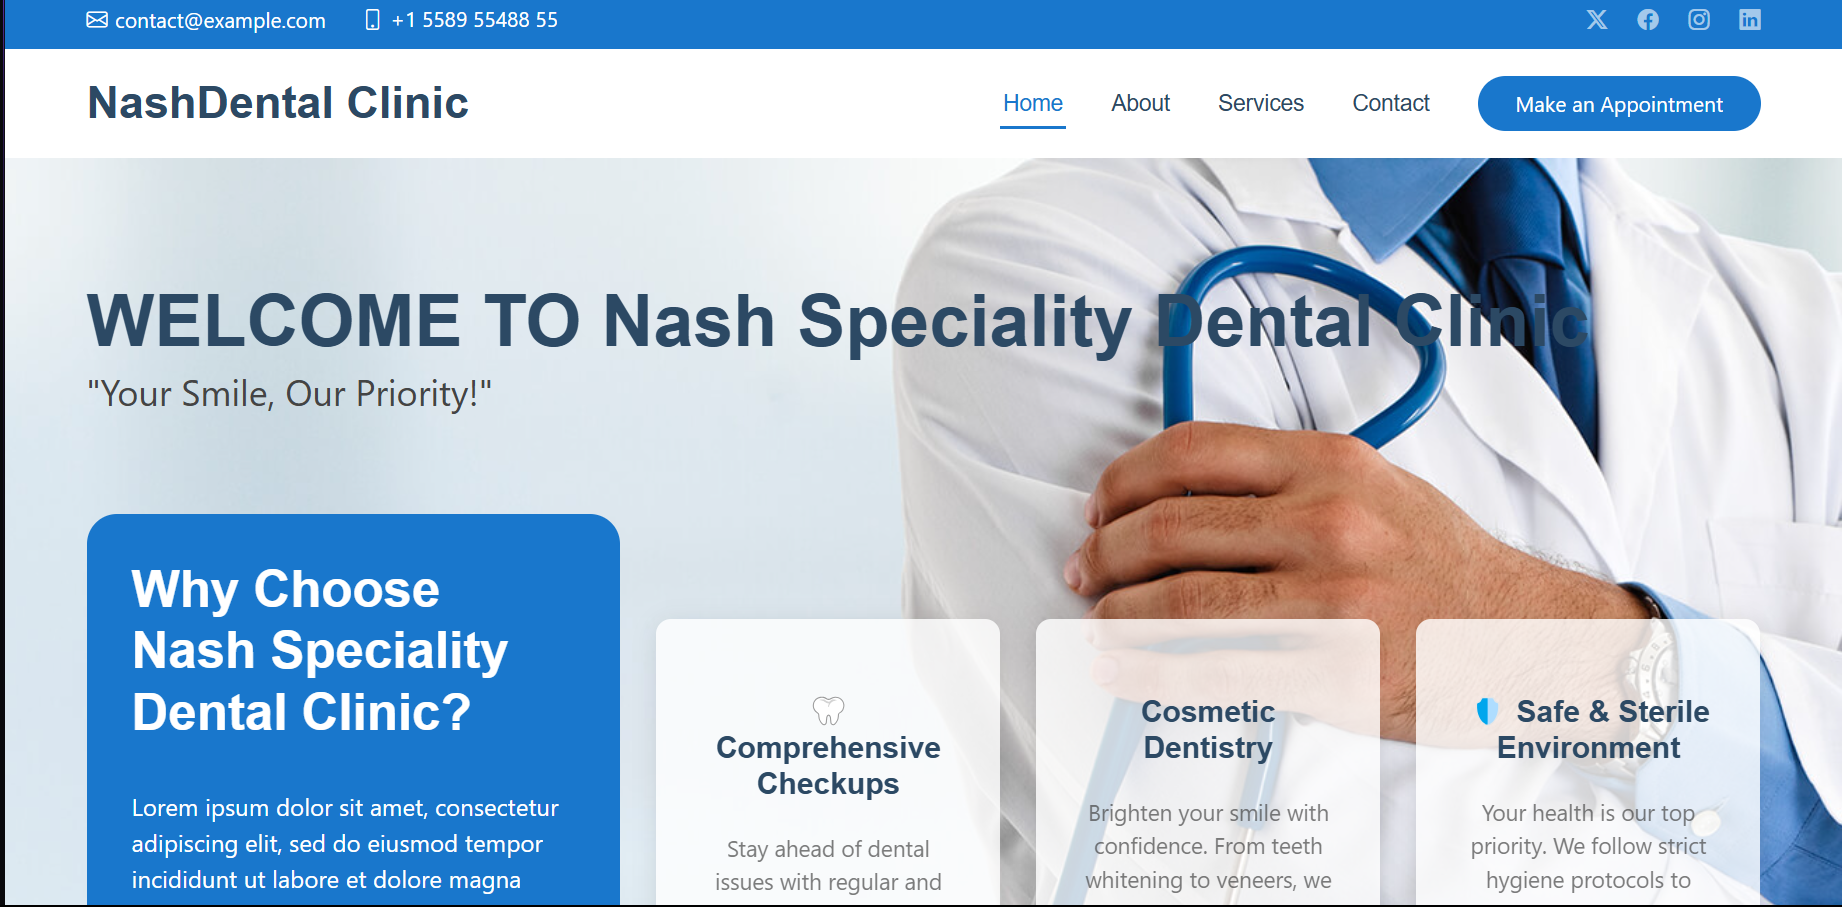 contact@example.com +1 5589 55488 55
NashDental Clinic
Home About Services Contact Make an Appointment
WELCOME TO Nash Speciality Dental Clinic
"Your Smile, Our Priority!"
Why Choose
Nash Speciality
Dental Clinic?
Lorem ipsum dolor sit amet, consectetur
adipiscing elit, sed do eiusmod tempor
incididunt ut labore et dolore magna
Comprehensive
Checkups
Stay ahead of dental
issues with regular and
Cosmetic
Dentistry
Brighten your smile with
confidence. From teeth
whitening to veneers, we
Safe & Sterile
Environment
Your health is our top
priority. We follow strict
hygiene protocols to